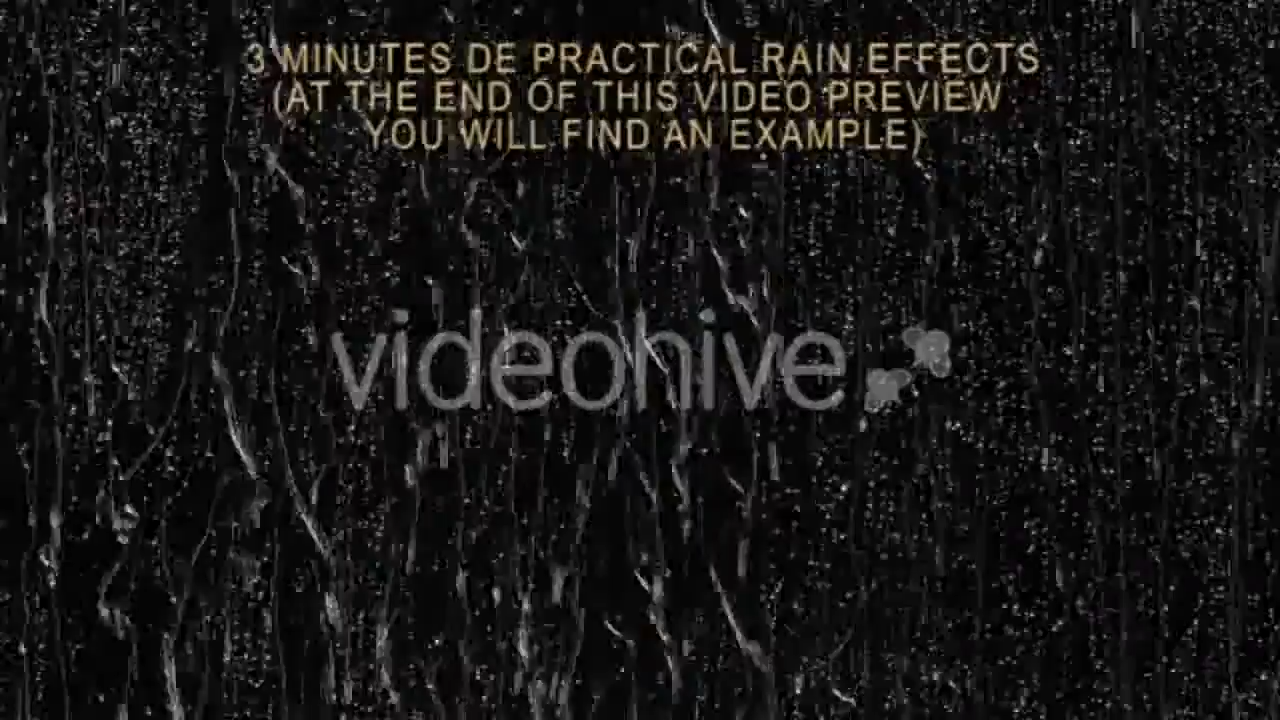 3 MINUTES DE PRACTICAL RAIN EFFECTS
(AT THE END OF THIS VIDEO PREVIEW
YOU WILL FIND AN EXAMPLE)
videohive